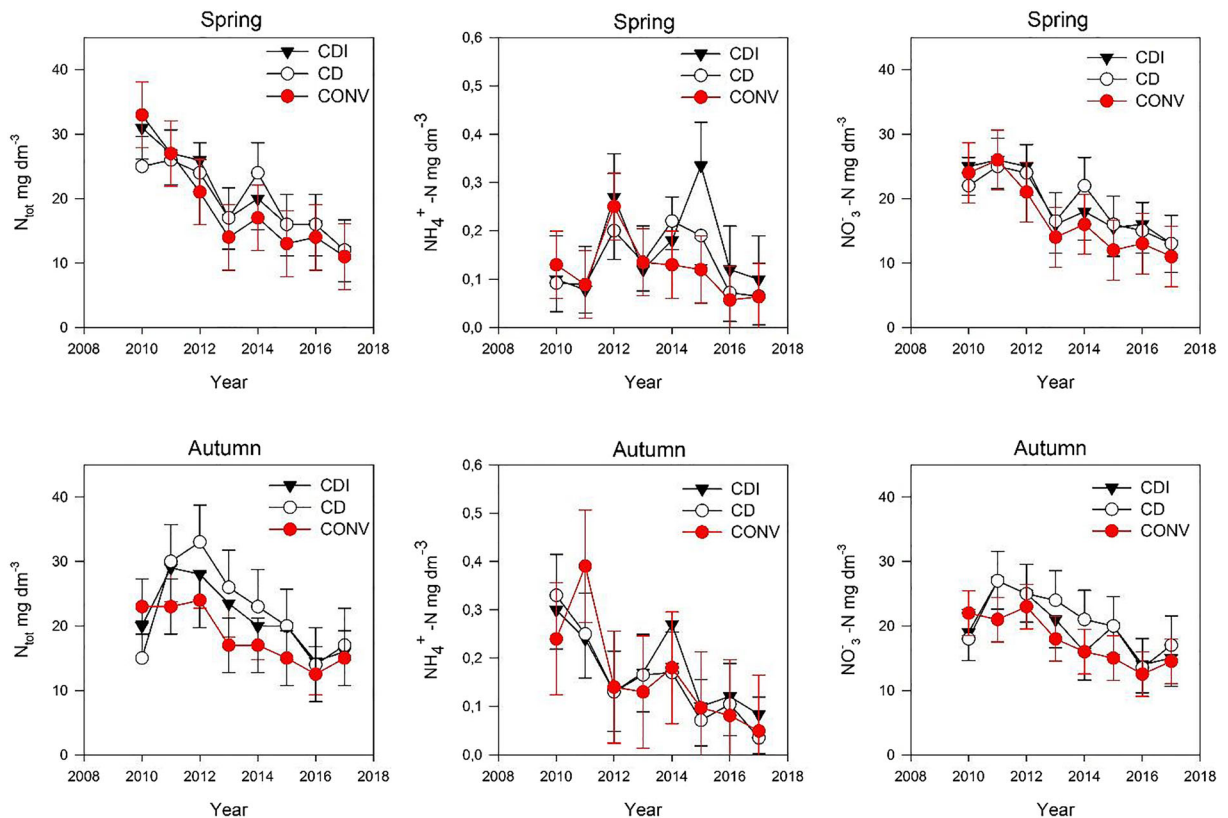 Spring
N_tot mg dm⁻³
40
30
20
10
0
CDI
CD
CONV
2008 2010 2012 2014 2016 2018
Year
Spring
NH₄⁺ -N mg dm⁻³
0,6
0,5
0,4
0,3
0,2
0,1
0,0
CDI
CD
CONV
2008 2010 2012 2014 2016 2018
Year
Spring
NO₃⁻ -N mg dm⁻³
40
30
20
10
0
CDI
CD
CONV
2008 2010 2012 2014 2016 2018
Year
Autumn
N_tot mg dm⁻³
40
30
20
10
0
CDI
CD
CONV
2008 2010 2012 2014 2016 2018
Year
Autumn
NH₄⁺ -N mg dm⁻³
0,6
0,5
0,4
0,3
0,2
0,1
0,0
CDI
CD
CONV
2008 2010 2012 2014 2016 2018
Year
Autumn
NO₃⁻ -N mg dm⁻³
40
30
20
10
0
CDI
CD
CONV
2008 2010 2012 2014 2016 2018
Year